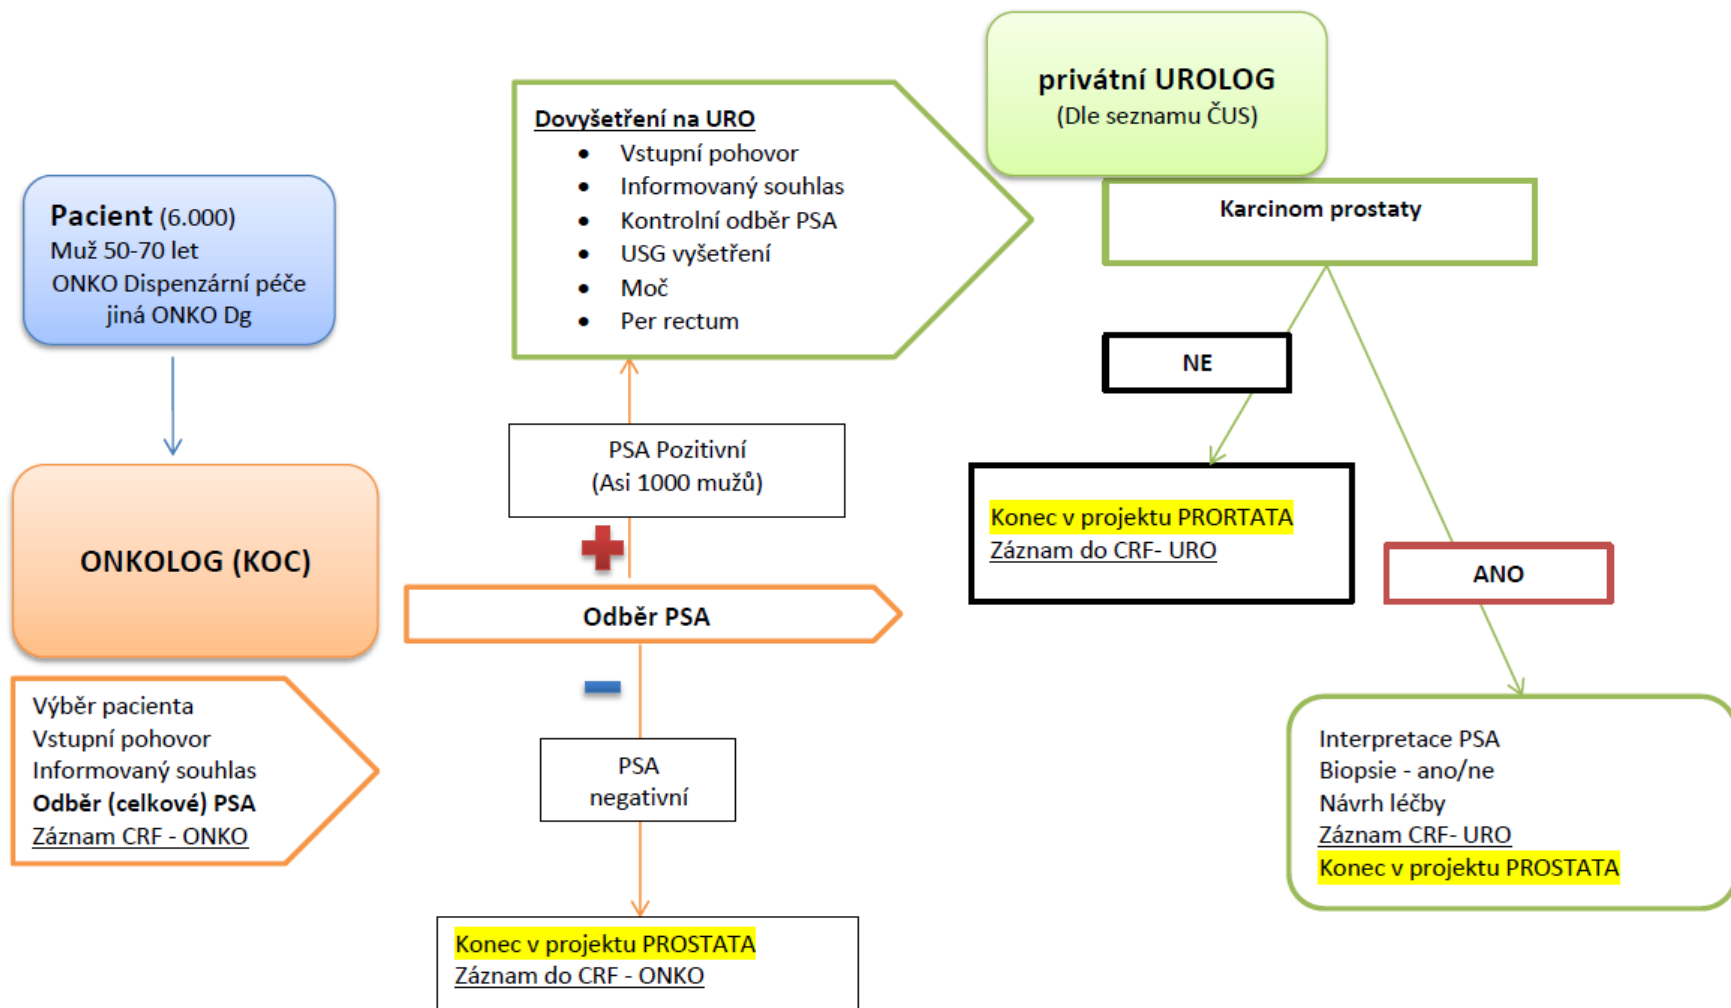 Pacient (6.000)
Muž 50-70 let
ONKO Dispenzární péče
jiná ONKO Dg
ONKOLOG (KOC)
Výběr pacienta
Vstupní pohovor
Informovaný souhlas
Odběr (celkové) PSA
Záznam CRF - ONKO
Odběr PSA
PSA
negativní
Konec v projektu PROSTATA
Záznam do CRF - ONKO
PSA Pozitivní
(Asi 1000 mužů)
Dovyšetření na URO
• Vstupní pohovor
• Informovaný souhlas
• Kontrolní odběr PSA
• USG vyšetření
• Moč
• Per rectum
privátní UROLOG
(Dle seznamu ČUS)
Karcinom prostaty
NE
Konec v projektu PRORTATA
Záznam do CRF- URO
ANO
Interpretace PSA
Biopsie - ano/ne
Návrh léčby
Záznam CRF- URO
Konec v projektu PROSTATA